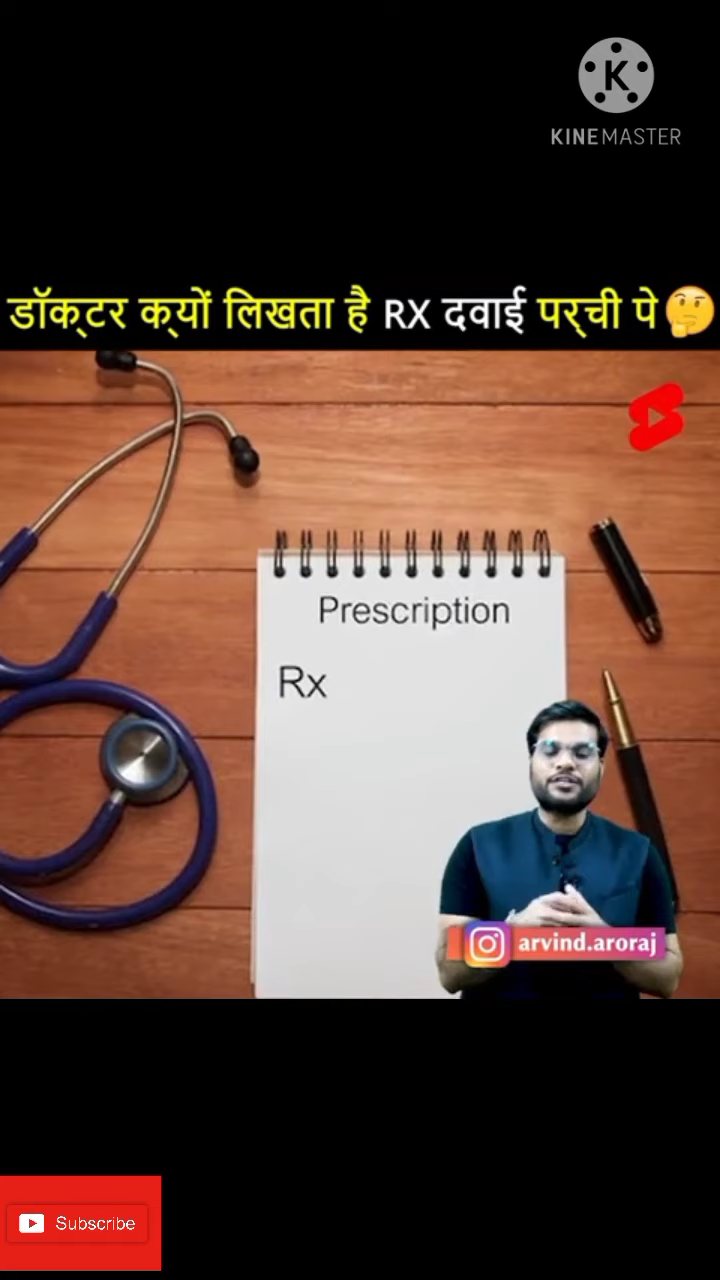 K
KINEMASTER
डॉक्टर क्यों लिखता है RX दवाई पर्ची पे🤔
Prescription
Rx
arvind.aroraj
Subscribe